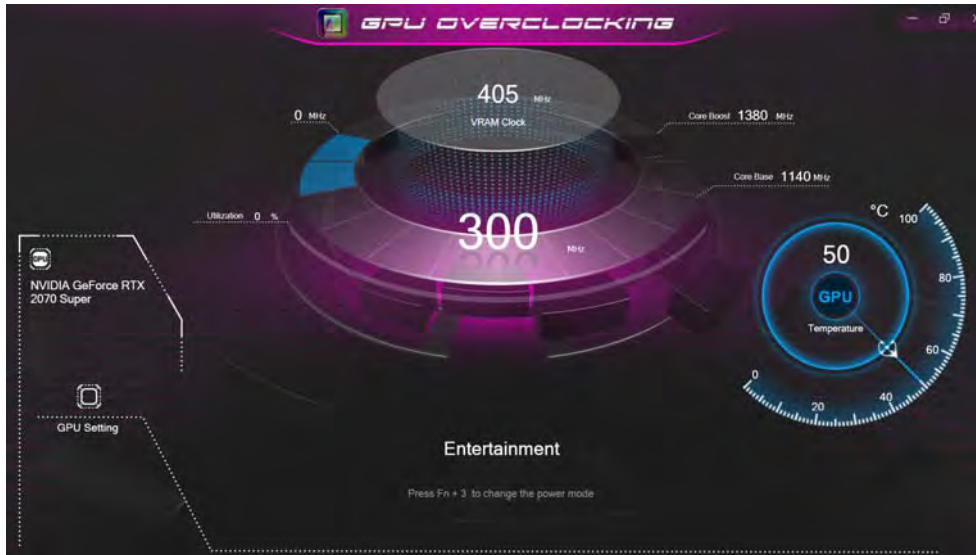 GPU OVERCLOCKING
405 MHz
VRAM Clock
0 MHz
Core Boost 1380 MHz
Core Base 1140 MHz
Utilization 0 %
300 MHz
GPU
NVIDIA GeForce RTX
2070 Super
GPU Setting
°C
100
80
60
40
20
0
50
GPU
Temperature
Entertainment
Press Fn + 3 to change the power mode